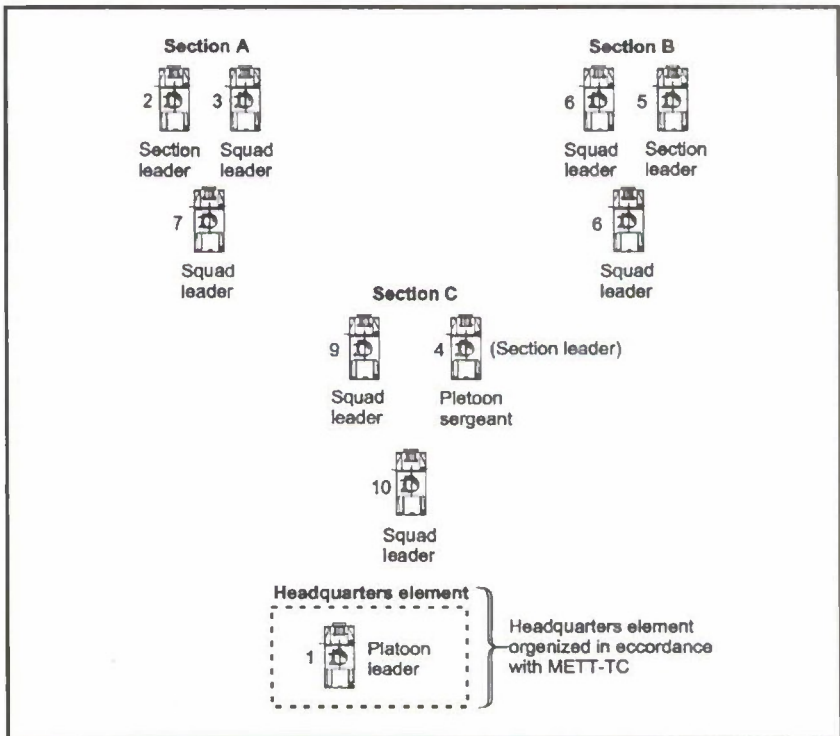 Section A
2 3
Section leader
Squad leader
7
Squad leader
Section B
6 5
Squad leader
Section leader
6
Squad leader
Section C
9 4 (Section leader)
Squad leader
Pletoon sergeant
10
Squad leader
Headquarters element
1 Platoon leader
Headquarters element
orgenized in eccordance
with METT-TC